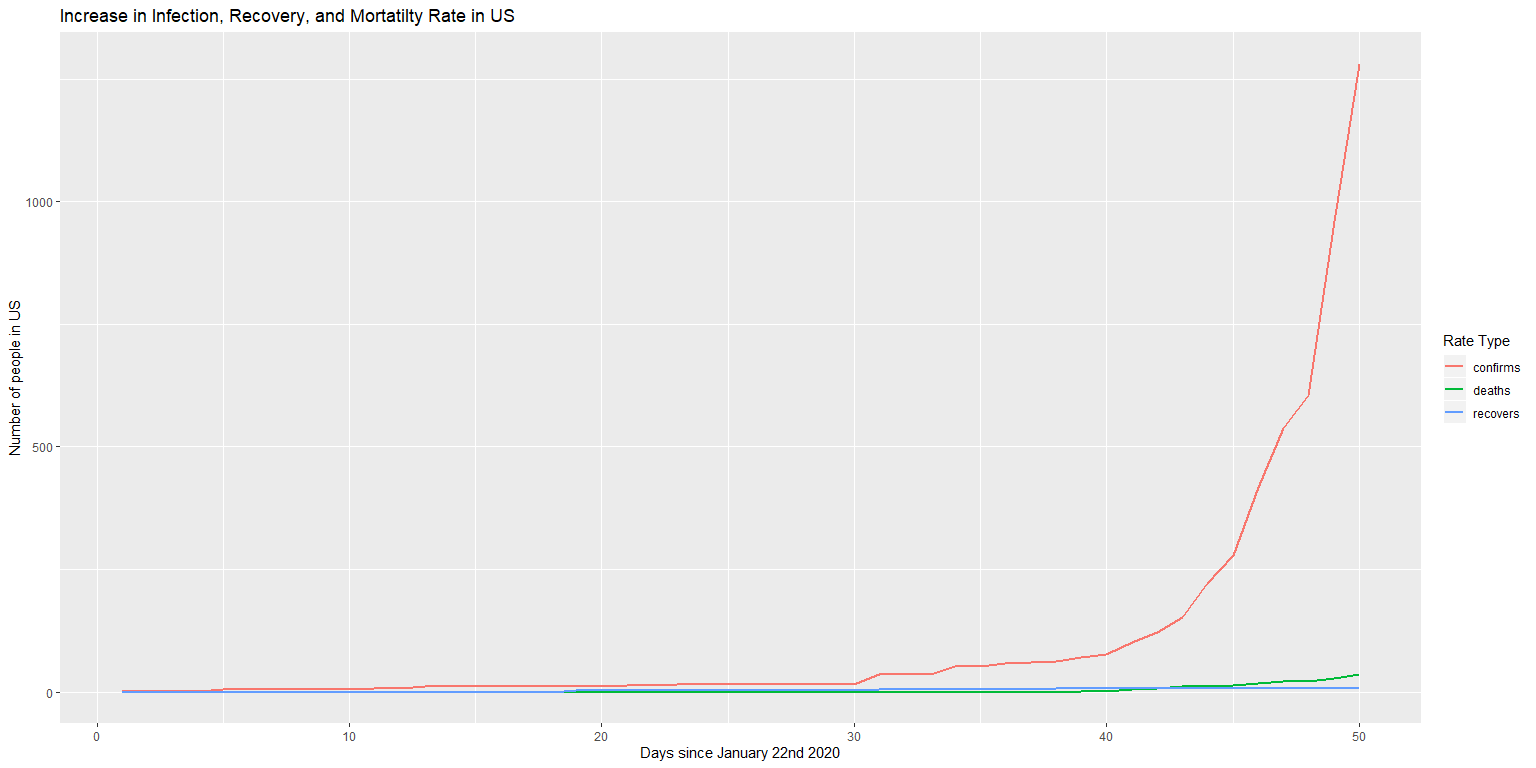 Increase in Infection, Recovery, and Mortatilty Rate in US
Number of people in US
1000
500
0
0
10
20
30
40
50
Days since January 22nd 2020
Rate Type
confirms
deaths
recovers